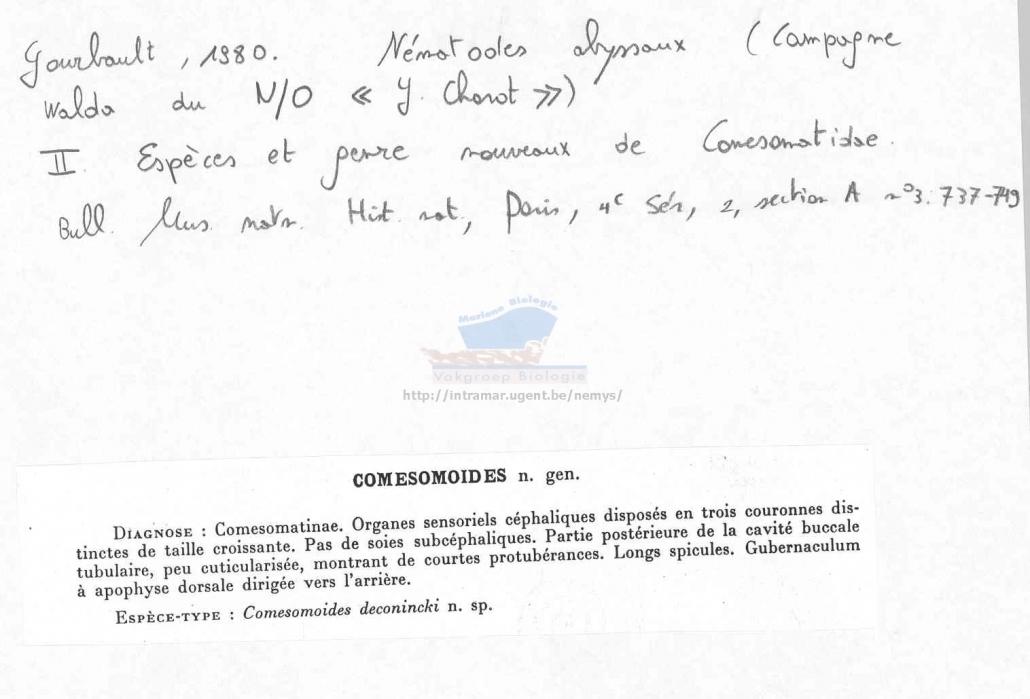 Gourbault, 1980. Nématodes abyssaux (Campagne
Walda du N/O « J. Charcot »)
II. Espèces et genre nouveaux de Comesomatidae.
Bull. Mus. natn. Hist. nat., Paris, 4e Sér, 2, section A n°3: 737-749
Mariene Biologie
Vakgroep Biologie
http://intramar.ugent.be/nemys/
COMESOMOIDES n. gen.
DIAGNOSE : Comesomatinae. Organes sensoriels céphaliques disposés en trois couronnes dis-
tinctes de taille croissante. Pas de soies subcéphaliques. Partie postérieure de la cavité buccale
tubulaire, peu cuticularisée, montrant de courtes protubérances. Longs spicules. Gubernaculum
à apophyse dorsale dirigée vers l'arrière.
ESPÈCE-TYPE : Comesomoides deconincki n. sp.